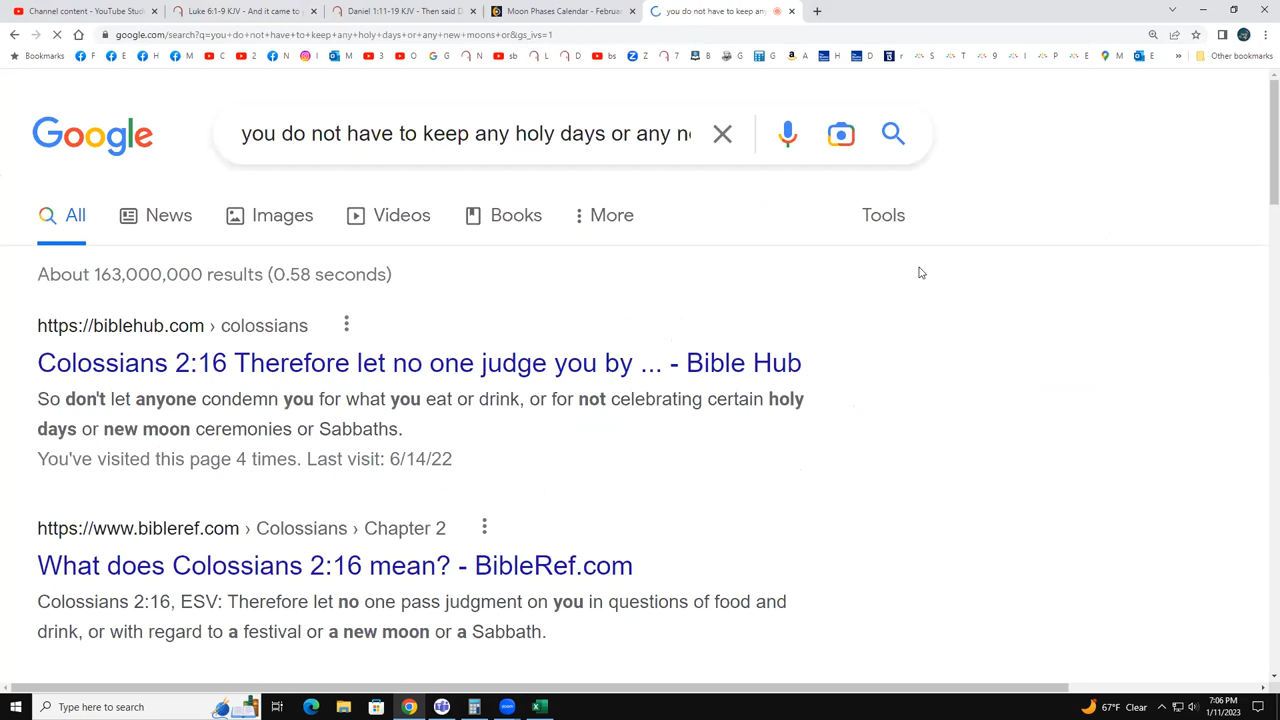 Channel content - YouTube Studi
Luke 6:1-9 KJV - And it came to p
Daniel 1:11-19 KJV - Then said D
Moon Phases Calendar - Februar
you do not have to keep any
google.com/search?q=you+do+not+have+to+keep+any+holy+days+or+any+new+moons+or&gs_ivs=1
Bookmarks F E H M C 2 N I M 3 O G N sb L D bs Z 7 B G C A H D r S T 9 I P E M E » Other bookmarks
Google
you do not have to keep any holy days or any ne
All News Images Videos Books More Tools
About 163,000,000 results (0.58 seconds)
https://biblehub.com › colossians
Colossians 2:16 Therefore let no one judge you by ... - Bible Hub
So don't let anyone condemn you for what you eat or drink, or for not celebrating certain holy
days or new moon ceremonies or Sabbaths.
You've visited this page 4 times. Last visit: 6/14/22
https://www.bibleref.com › Colossians › Chapter 2
What does Colossians 2:16 mean? - BibleRef.com
Colossians 2:16, ESV: Therefore let no one pass judgment on you in questions of food and
drink, or with regard to a festival or a new moon or a Sabbath.
Type here to search
67°F Clear
7:06 PM
1/11/2023